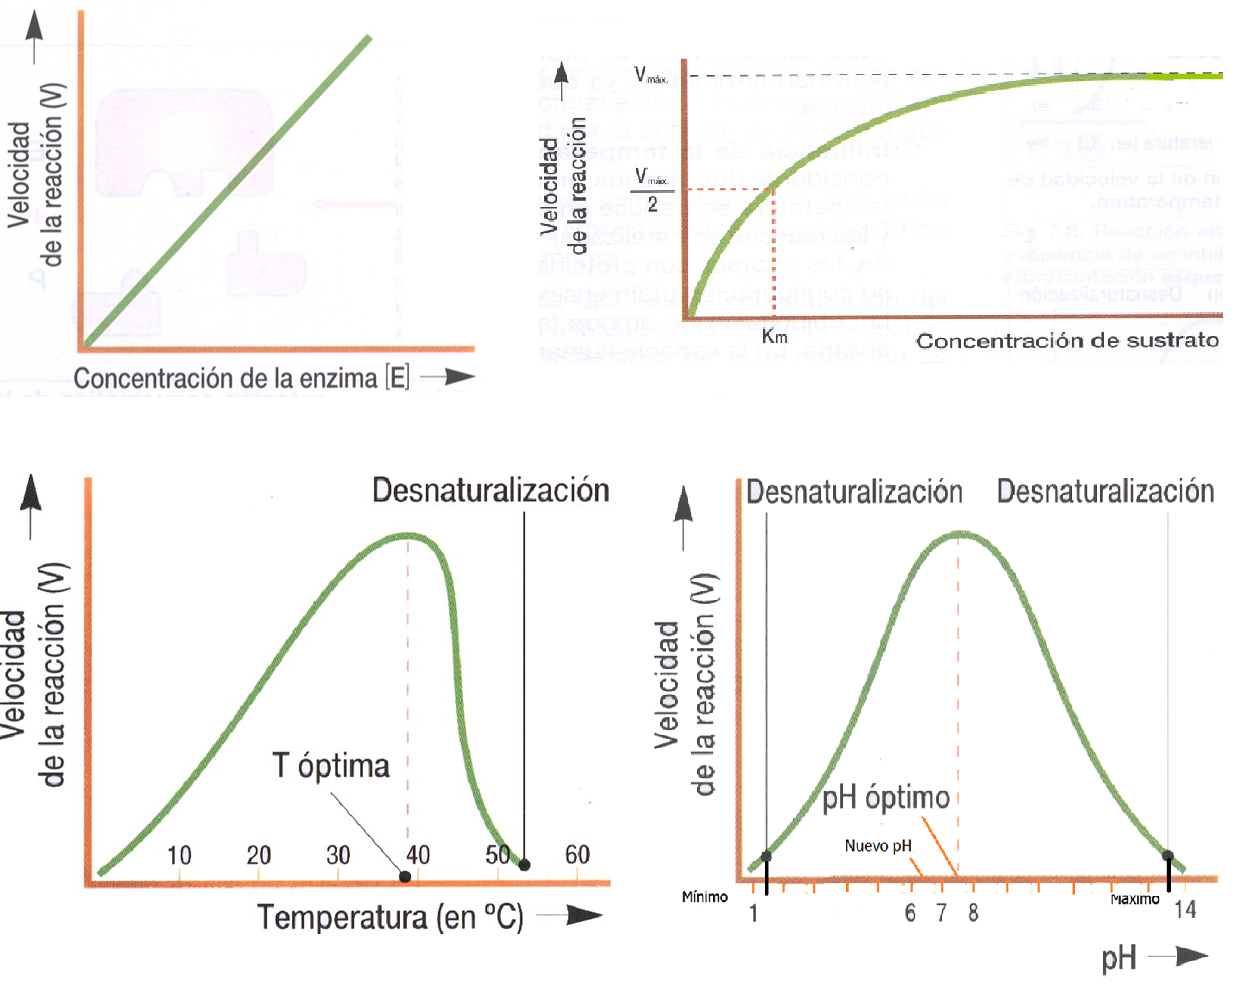 Velocidad
de la reacción (V)
Concentración de la enzima [E]
Velocidad
de la reacción
Vmáx.
Vmáx.
2
Km
Concentración de sustrato
Velocidad
de la reacción (V)
Desnaturalización
T óptima
10 20 30 40 50 60
Temperatura (en ºC)
Velocidad
de la reacción (V)
Desnaturalización Desnaturalización
pH óptimo
Nuevo pH
Mínimo
Maximo
1 6 7 8 14
pH